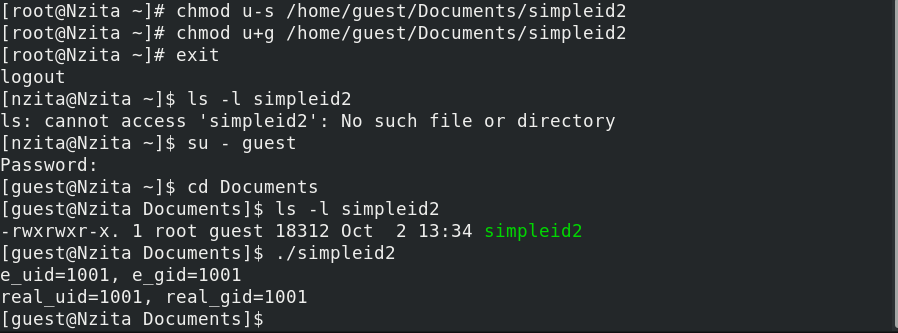 [root@Nzita ~]# chmod u-s /home/guest/Documents/simpleid2
[root@Nzita ~]# chmod u+g /home/guest/Documents/simpleid2
[root@Nzita ~]# exit
logout
[nzita@Nzita ~]$ ls -l simpleid2
ls: cannot access 'simpleid2': No such file or directory
[nzita@Nzita ~]$ su - guest
Password:
[guest@Nzita ~]$ cd Documents
[guest@Nzita Documents]$ ls -l simpleid2
-rwxrwxr-x. 1 root guest 18312 Oct  2 13:34 simpleid2
[guest@Nzita Documents]$ ./simpleid2
e_uid=1001, e_gid=1001
real_uid=1001, real_gid=1001
[guest@Nzita Documents]$